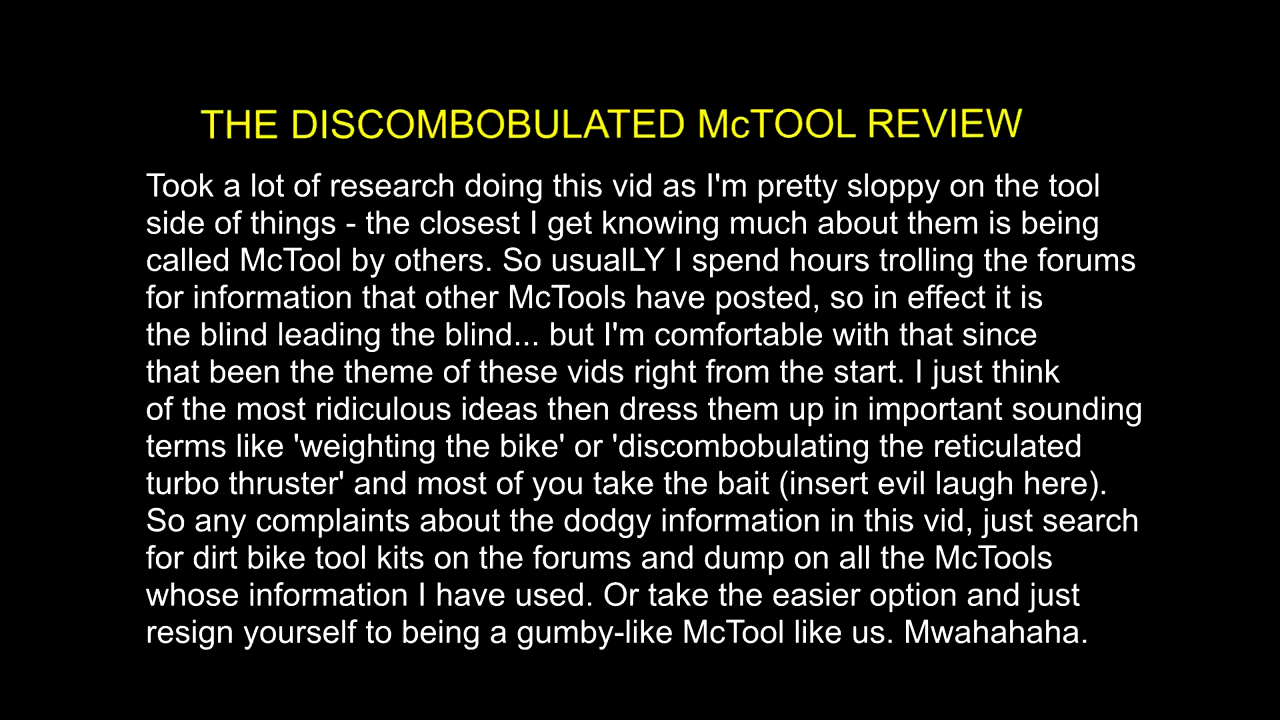 THE DISCOMBOBULATED McTOOL REVIEW
Took a lot of research doing this vid as I'm pretty sloppy on the tool
side of things - the closest I get knowing much about them is being
called McTool by others. So usualLY I spend hours trolling the forums
for information that other McTools have posted, so in effect it is
the blind leading the blind... but I'm comfortable with that since
that been the theme of these vids right from the start. I just think
of the most ridiculous ideas then dress them up in important sounding
terms like 'weighting the bike' or 'discombobulating the reticulated
turbo thruster' and most of you take the bait (insert evil laugh here).
So any complaints about the dodgy information in this vid, just search
for dirt bike tool kits on the forums and dump on all the McTools
whose information I have used. Or take the easier option and just
resign yourself to being a gumby-like McTool like us. Mwahahaha.